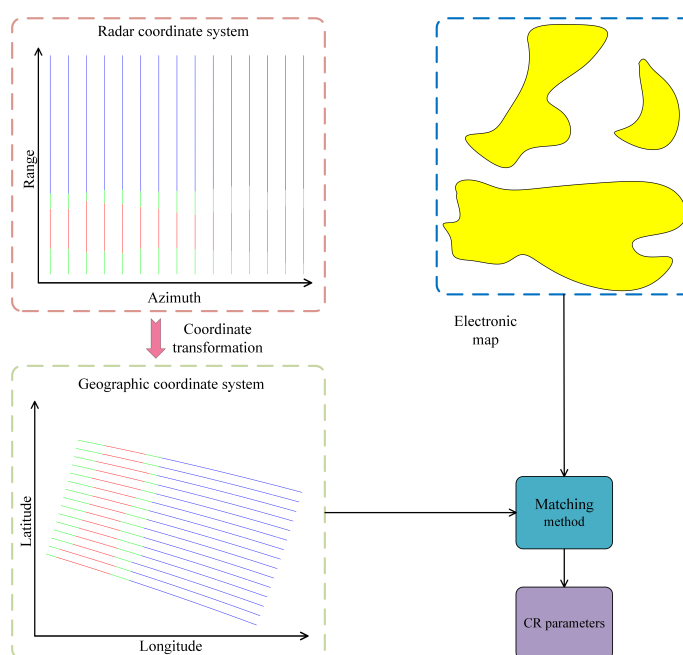 Radar coordinate system
Range
Azimuth
Coordinate
transformation
Electronic
map
Geographic coordinate system
Latitude
Longitude
Matching
method
CR parameters